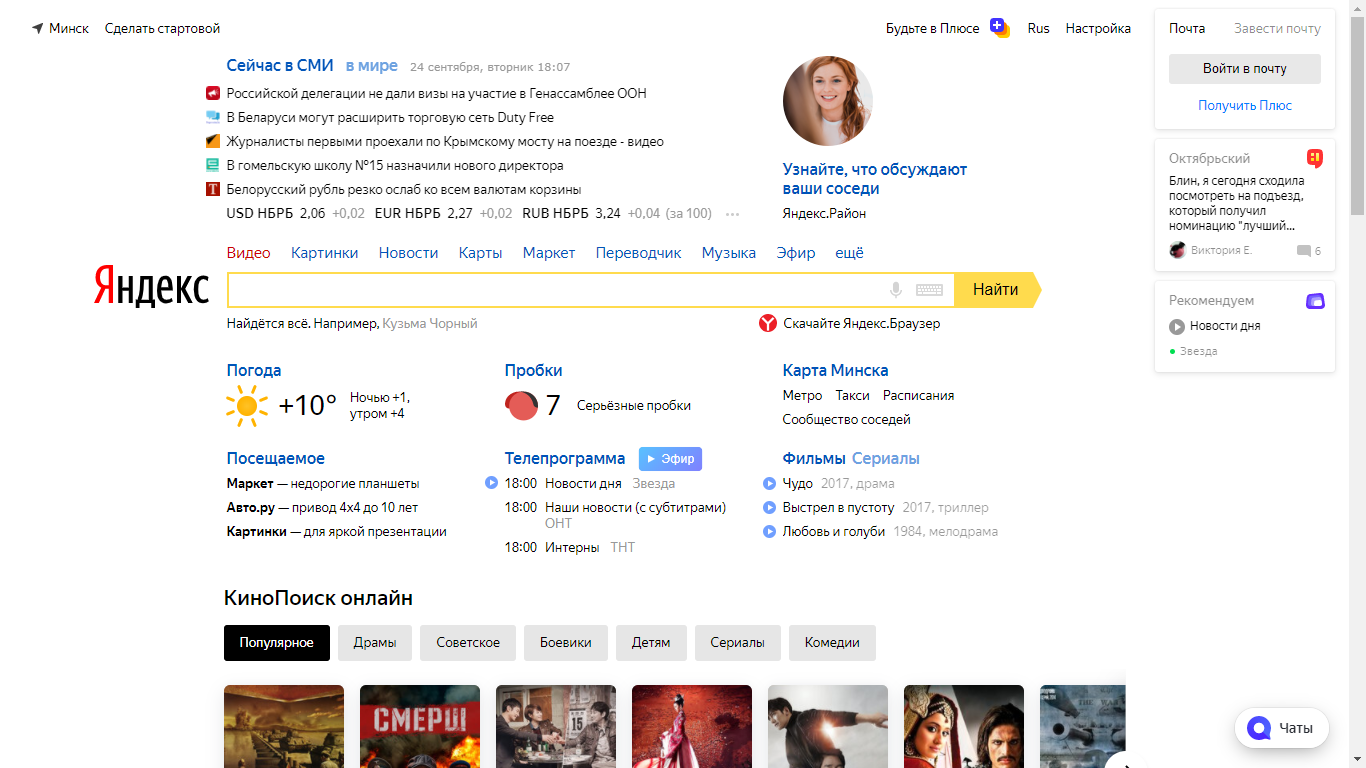 Минск Сделать стартовой Будьте в Плюсе Rus Настройка
Почта Завести почту
Войти в почту
Получить Плюс
Сейчас в СМИ в мире 24 сентября, вторник 18:07
Российской делегации не дали визы на участие в Генассамблее ООН
В Беларуси могут расширить торговую сеть Duty Free
Журналисты первыми проехали по Крымскому мосту на поезде - видео
В гомельскую школу №15 назначили нового директора
Белорусский рубль резко ослаб ко всем валютам корзины
USD НБРБ 2,06 +0,02 EUR НБРБ 2,27 +0,02 RUB НБРБ 3,24 +0,04 (за 100) ...
Узнайте, что обсуждают
ваши соседи
Яндекс.Район
Октябрьский
Блин, я сегодня сходила
посмотреть на подъезд,
который получил
номинацию "лучший...
Виктория Е. 6
Видео Картинки Новости Карты Маркет Переводчик Музыка Эфир ещё
Яндекс
Найти
Найдётся всё. Например, Кузьма Чорный
Скачайте Яндекс.Браузер
Рекомендуем
Новости дня
Звезда
Погода
+10°
Ночью +1,
утром +4
Пробки
7 Серьёзные пробки
Карта Минска
Метро Такси Расписания
Сообщество соседей
Посещаемое
Маркет — недорогие планшеты
Авто.ру — привод 4x4 до 10 лет
Картинки — для яркой презентации
Телепрограмма Эфир
18:00 Новости дня Звезда
18:00 Наши новости (с субтитрами)
ОНТ
18:00 Интерны ТНТ
Фильмы Сериалы
Чудо 2017, драма
Выстрел в пустоту 2017, триллер
Любовь и голуби 1984, мелодрама
КиноПоиск онлайн
Популярное Драмы Советское Боевики Детям Сериалы Комедии
СМЕРШ
15
Чаты